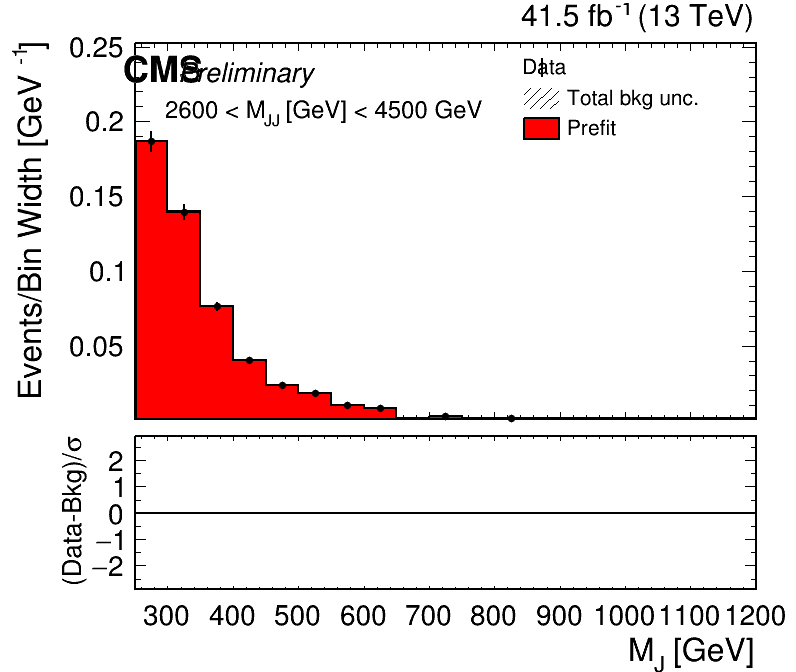 41.5 fb⁻¹ (13 TeV)
CMS Preliminary
2600 < M_JJ [GeV] < 4500 GeV
Data
Total bkg unc.
Prefit
Events/Bin Width [GeV⁻¹]
0.25
0.2
0.15
0.1
0.05
(Data-Bkg)/σ
2
1
0
−1
−2
300 400 500 600 700 800 900 1000 1100 1200
M_J [GeV]